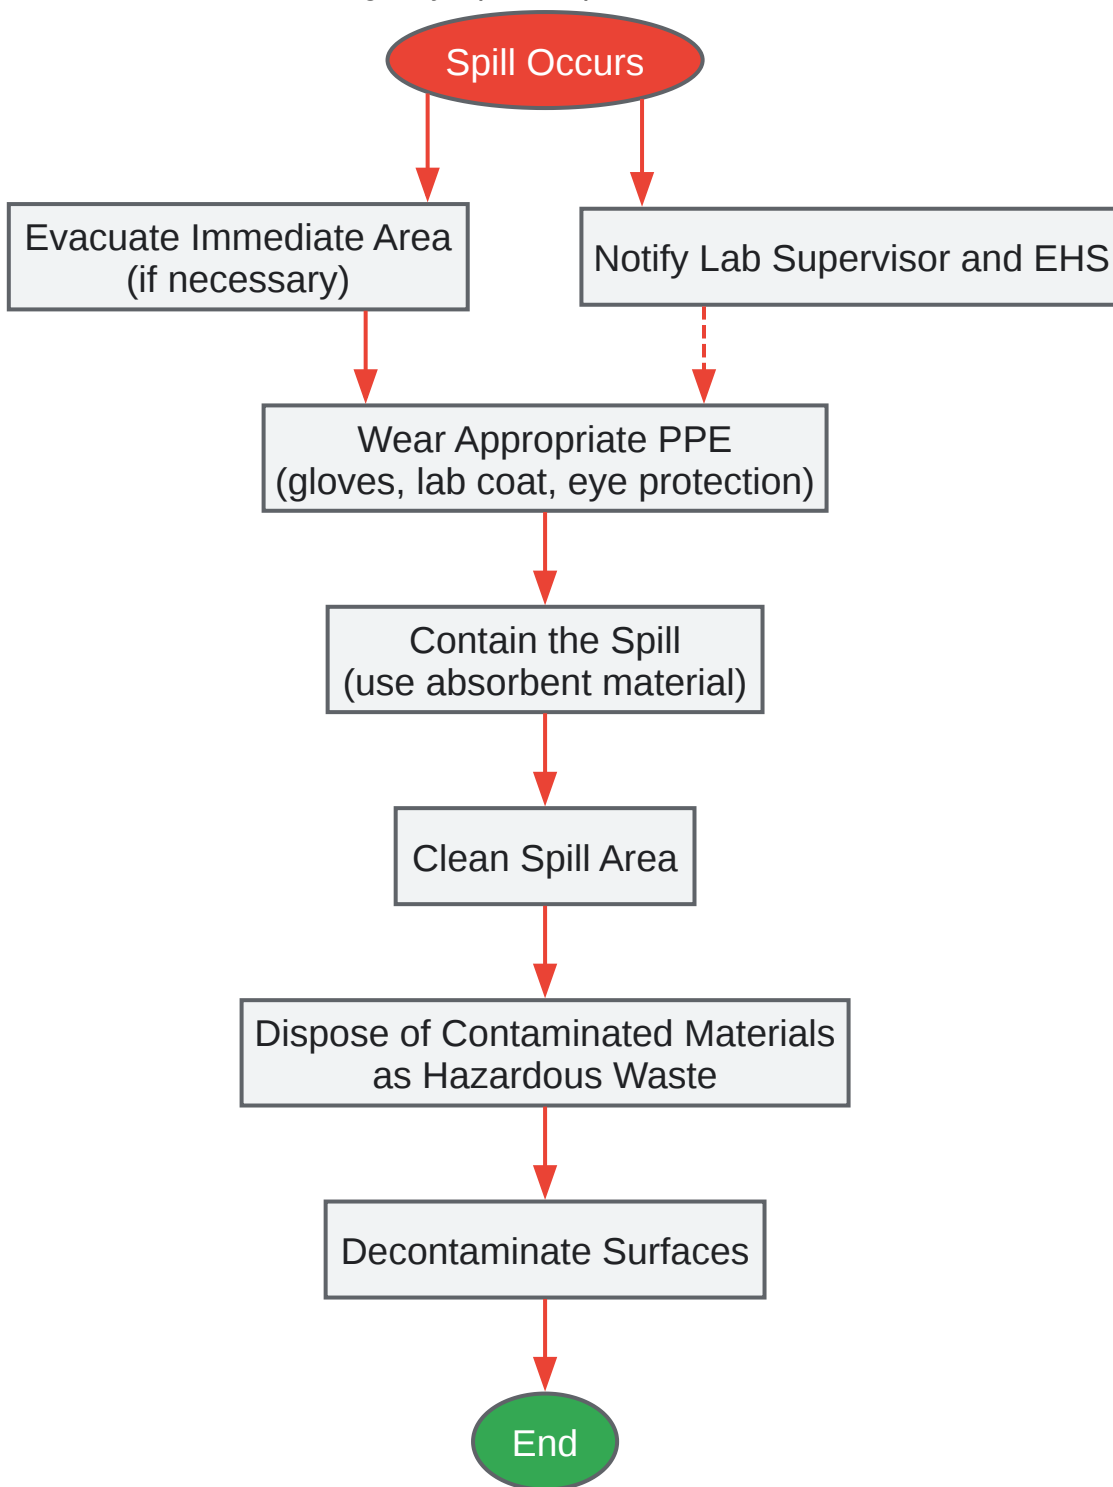 Spill Occurs
Evacuate Immediate Area
(if necessary)
Notify Lab Supervisor and EHS
Wear Appropriate PPE
(gloves, lab coat, eye protection)
Contain the Spill
(use absorbent material)
Clean Spill Area
Dispose of Contaminated Materials
as Hazardous Waste
Decontaminate Surfaces
End